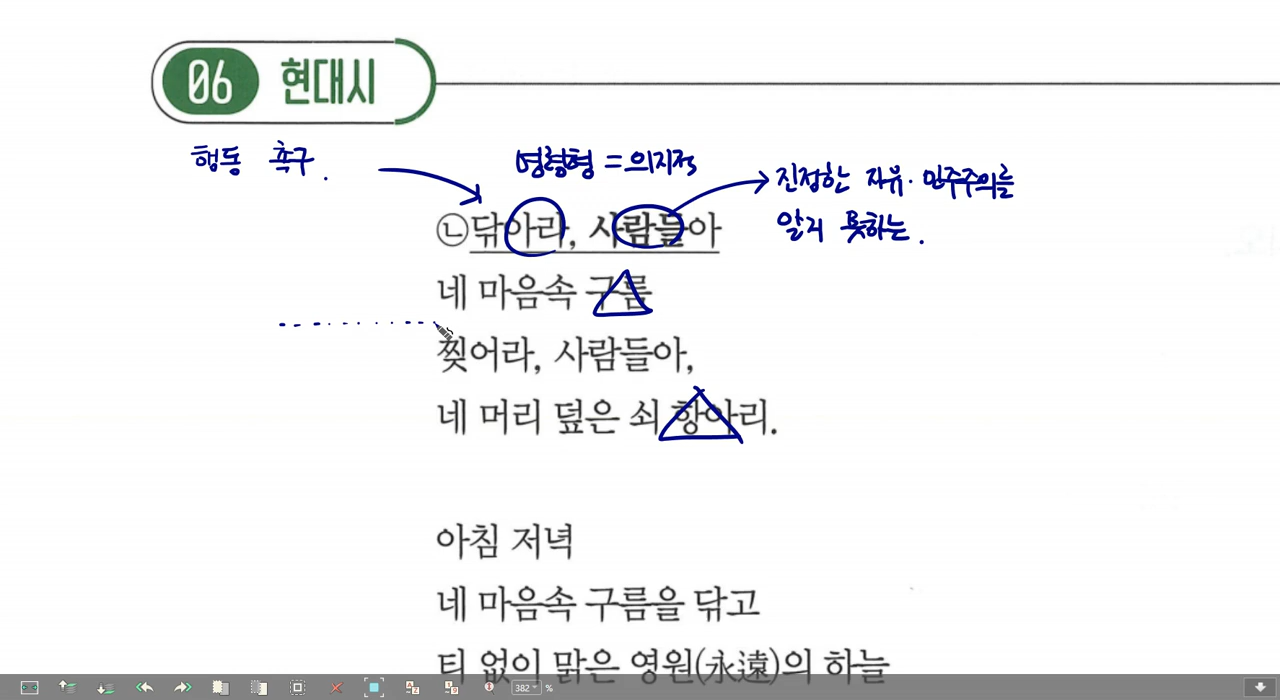 06 현대시
행동 촉구.
명령형 = 의지적
진정한 자유·민주주의를
알지 못하는.
㉡닦아라, 사람들아
네 마음속 구름
찢어라, 사람들아,
네 머리 덮은 쇠 항아리.
아침 저녁
네 마음속 구름을 닦고
티 없이 맑은 영원(永遠)의 하늘
382 %